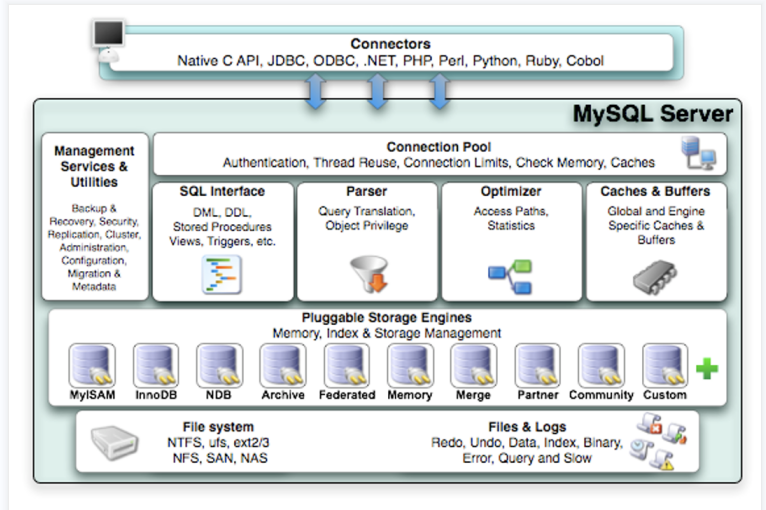 Connectors
Native C API, JDBC, ODBC, .NET, PHP, Perl, Python, Ruby, Cobol
MySQL Server
Management
Services &
Utilities
Backup &
Recovery, Security,
Replication, Cluster,
Administration,
Configuration,
Migration &
Metadata
Connection Pool
Authentication, Thread Reuse, Connection Limits, Check Memory, Caches
SQL Interface
DML, DDL,
Stored Procedures
Views, Triggers, etc.
Parser
Query Translation,
Object Privilege
Optimizer
Access Paths,
Statistics
Caches & Buffers
Global and Engine
Specific Caches &
Buffers
Pluggable Storage Engines
Memory, Index & Storage Management
MyISAM
InnoDB
NDB
Archive
Federated
Memory
Merge
Partner
Community
Custom
File system
NTFS, ufs, ext2/3
NFS, SAN, NAS
Files & Logs
Redo, Undo, Data, Index, Binary,
Error, Query and Slow